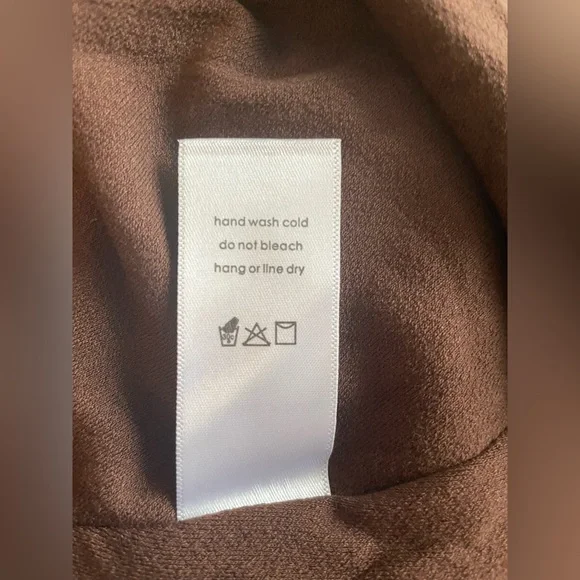 hand wash cold
do not bleach
hang or line dry